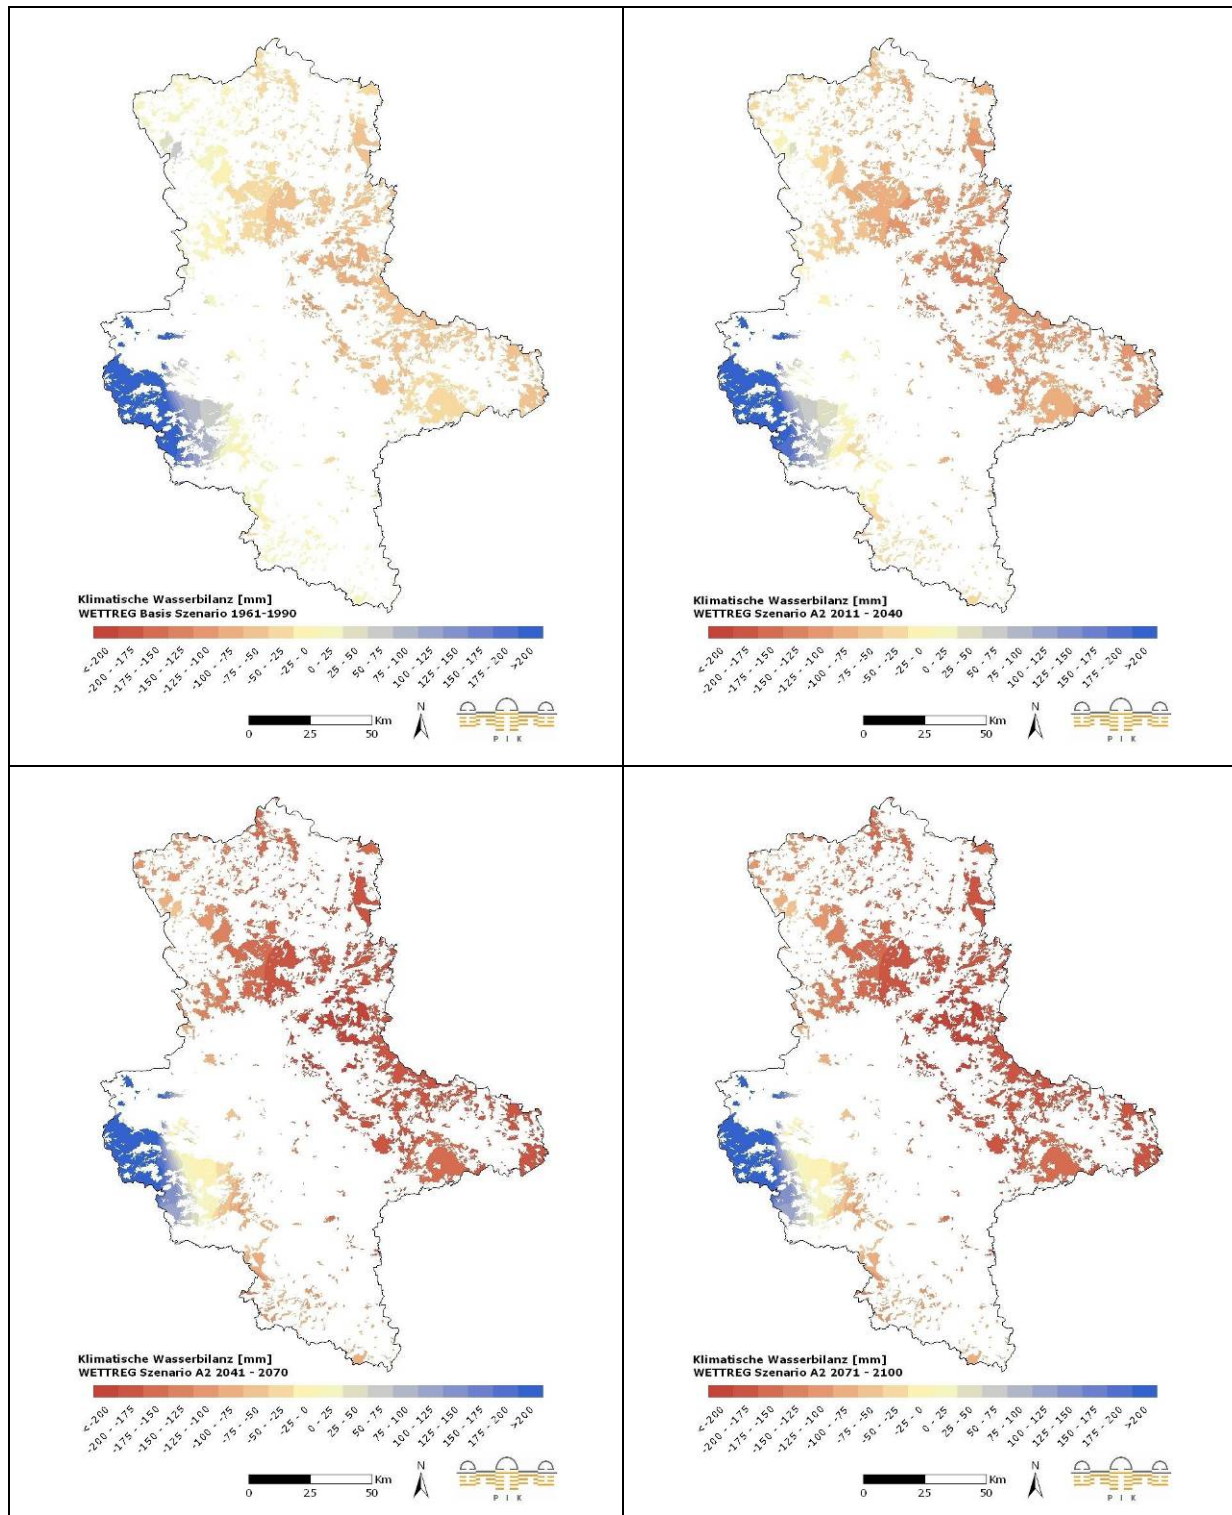 Klimatische Wasserbilanz [mm]
WETTREG Basis Szenario 1961-1990
<-200 -200 - -175 -175 - -150 -150 - -125 -125 - -100 -100 - -75 -75 - -50 -50 - -25 -25 - 0 0 - 25 25 - 50 50 - 75 75 - 100 100 - 125 125 - 150 150 - 175 175 - 200 >200
N
Km
0 25 50
P I K
Klimatische Wasserbilanz [mm]
WETTREG Szenario A2 2011 - 2040
<-200 -200 - -175 -175 - -150 -150 - -125 -125 - -100 -100 - -75 -75 - -50 -50 - -25 -25 - 0 0 - 25 25 - 50 50 - 75 75 - 100 100 - 125 125 - 150 150 - 175 175 - 200 >200
N
Km
0 25 50
P I K
Klimatische Wasserbilanz [mm]
WETTREG Szenario A2 2041 - 2070
<-200 -200 - -175 -175 - -150 -150 - -125 -125 - -100 -100 - -75 -75 - -50 -50 - -25 -25 - 0 0 - 25 25 - 50 50 - 75 75 - 100 100 - 125 125 - 150 150 - 175 175 - 200 >200
N
Km
0 25 50
P I K
Klimatische Wasserbilanz [mm]
WETTREG Szenario A2 2071 - 2100
<-200 -200 - -175 -175 - -150 -150 - -125 -125 - -100 -100 - -75 -75 - -50 -50 - -25 -25 - 0 0 - 25 25 - 50 50 - 75 75 - 100 100 - 125 125 - 150 150 - 175 175 - 200 >200
N
Km
0 25 50
P I K